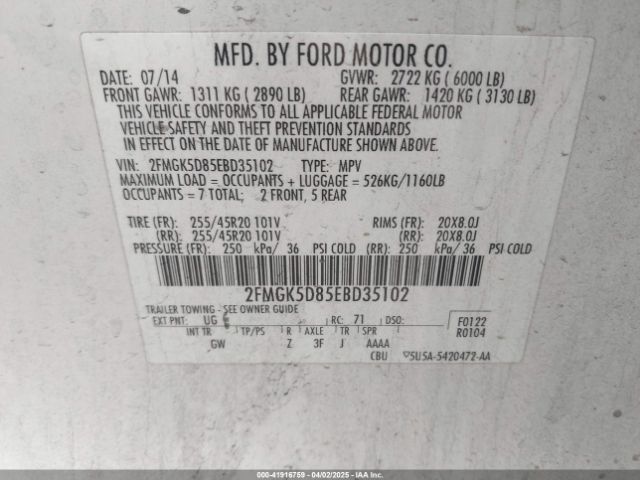 MFD. BY FORD MOTOR CO.
DATE: 07/14 GVWR: 2722 KG ( 6000 LB)
FRONT GAWR: 1311 KG ( 2890 LB) REAR GAWR: 1420 KG ( 3130 LB)
THIS VEHICLE CONFORMS TO ALL APPLICABLE FEDERAL MOTOR
VEHICLE SAFETY AND THEFT PREVENTION STANDARDS
IN EFFECT ON THE DATE OF MANUFACTURE SHOWN ABOVE.
VIN: 2FMGK5D85EBD35102 TYPE: MPV
MAXIMUM LOAD = OCCUPANTS + LUGGAGE = 526KG/1160LB
OCCUPANTS = 7 TOTAL; 2 FRONT, 5 REAR
TIRE (FR): 255/45R20 101V RIMS (FR): 20X8.0J
(RR): 255/45R20 101V (RR): 20X8.0J
PRESSURE (FR): 250 kPa/ 36 PSI COLD (RR): 250 kPa/ 36 PSI COLD
2FMGK5D85EBD35102
TRAILER TOWING - SEE OWNER GUIDE
EXT PNT: UG RC: 71 DSO: F0122
INT TR TP/PS R AXLE TR SPR R0104
GW Z 3F J AAAA
CBU 5U5A-5420472-AA
000-41916759 04/02/2025 IAAI.COM